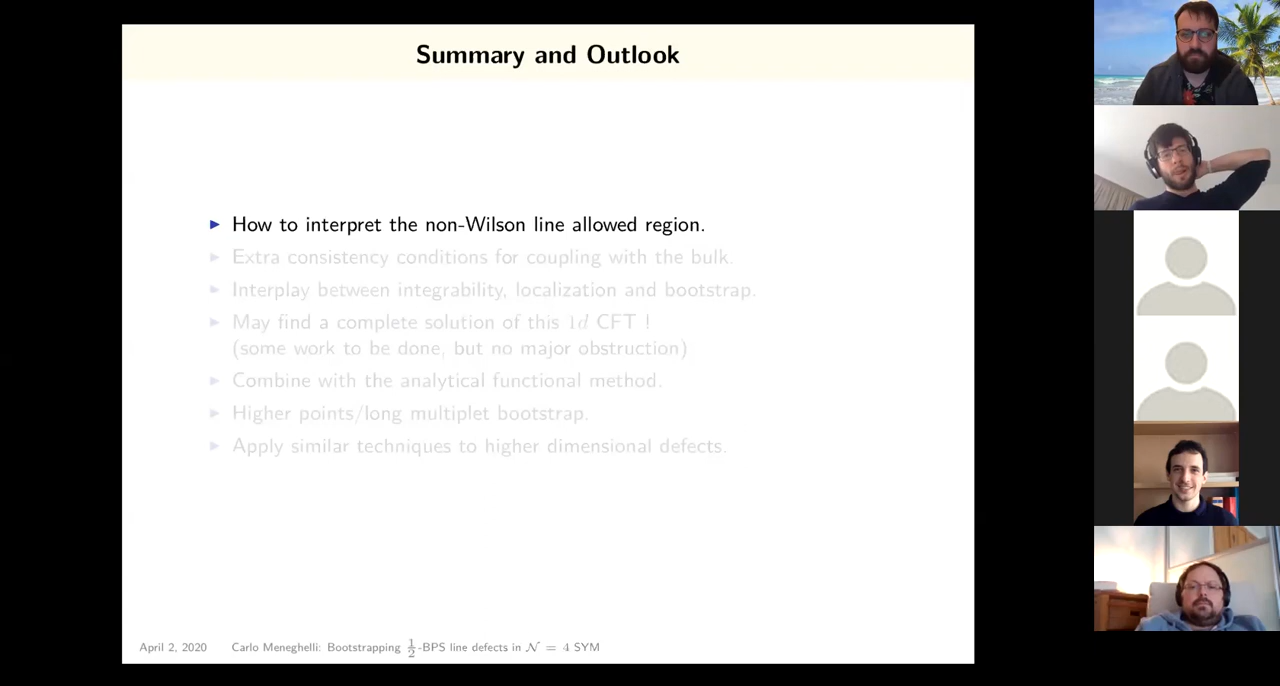 Summary and Outlook
▶ How to interpret the non-Wilson line allowed region.
▶ Extra consistency conditions for coupling with the bulk.
▶ Interplay between integrability, localization and bootstrap.
▶ May find a complete solution of this 1d CFT !
(some work to be done, but no major obstruction)
▶ Combine with the analytical functional method.
▶ Higher points/long multiplet bootstrap.
▶ Apply similar techniques to higher dimensional defects.
April 2, 2020 Carlo Meneghelli: Bootstrapping ½-BPS line defects in 𝒩 = 4 SYM